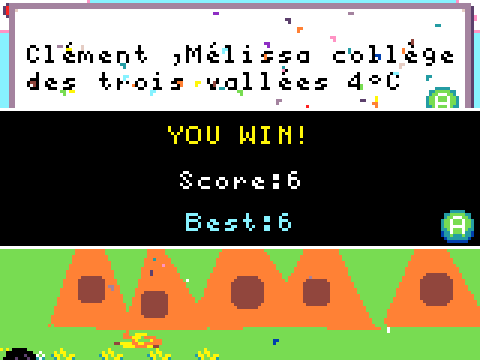 Clément ,Mélissa collège
des trois vallées 4°C
A
YOU WIN!
Score:6
Best:6
A